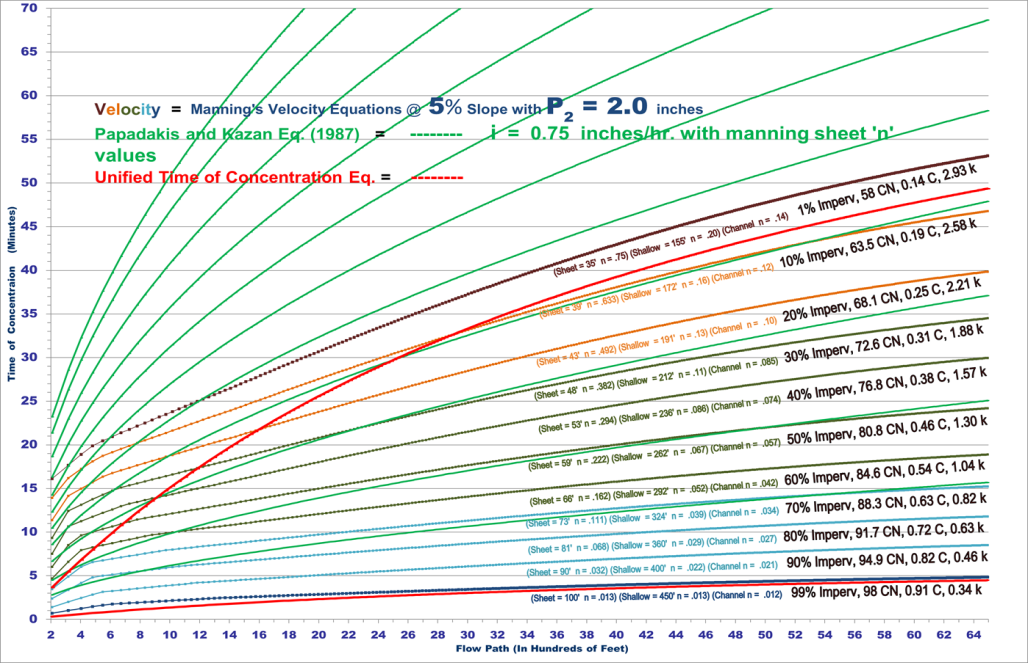 70
65
60
55
50
45
40
35
30
25
20
15
10
5
0
Time of Concentraion (Minutes)
Velocity = Manning's Velocity Equations @ 5% Slope with P2 = 2.0 inches
Papadakis and Kazan Eq. (1987) = --------- i = 0.75 inches/hr. with manning sheet 'n'
values
Unified Time of Concentration Eq. = ---------
(Sheet = 35' n = .75) (Shallow = 155' n = .20) (Channel n = .14) 1% Imperv, 58 CN, 0.14 C, 2.93 k
(Sheet = 39' n = .633) (Shallow = 172' n = .16) (Channel n = .12) 10% Imperv, 63.5 CN, 0.19 C, 2.58 k
(Sheet = 43' n = .492) (Shallow = 191' n = .13) (Channel n = .10) 20% Imperv, 68.1 CN, 0.25 C, 2.21 k
(Sheet = 48' n = .382) (Shallow = 212' n = .11) (Channel n = .085) 30% Imperv, 72.6 CN, 0.31 C, 1.88 k
(Sheet = 53' n = .294) (Shallow = 236' n = .086) (Channel n = .074) 40% Imperv, 76.8 CN, 0.38 C, 1.57 k
(Sheet = 59' n = .222) (Shallow = 262' n = .067) (Channel n = .057) 50% Imperv, 80.8 CN, 0.46 C, 1.30 k
(Sheet = 66' n = .162) (Shallow = 292' n = .052) (Channel n = .042) 60% Imperv, 84.6 CN, 0.54 C, 1.04 k
(Sheet = 73' n = .111) (Shallow = 324' n = .039) (Channel n = .034) 70% Imperv, 88.3 CN, 0.63 C, 0.82 k
(Sheet = 81' n = .068) (Shallow = 360' n = .029) (Channel n = .027) 80% Imperv, 91.7 CN, 0.72 C, 0.63 k
(Sheet = 90' n = .032) (Shallow = 400' n = .022) (Channel n = .021) 90% Imperv, 94.9 CN, 0.82 C, 0.46 k
(Sheet = 100' n = .013) (Shallow = 450' n = .013) (Channel n = .012) 99% Imperv, 98 CN, 0.91 C, 0.34 k
2 4 6 8 10 12 14 16 18 20 22 24 26 28 30 32 34 36 38 40 42 44 46 48 50 52 54 56 58 60 62 64
Flow Path (In Hundreds of Feet)